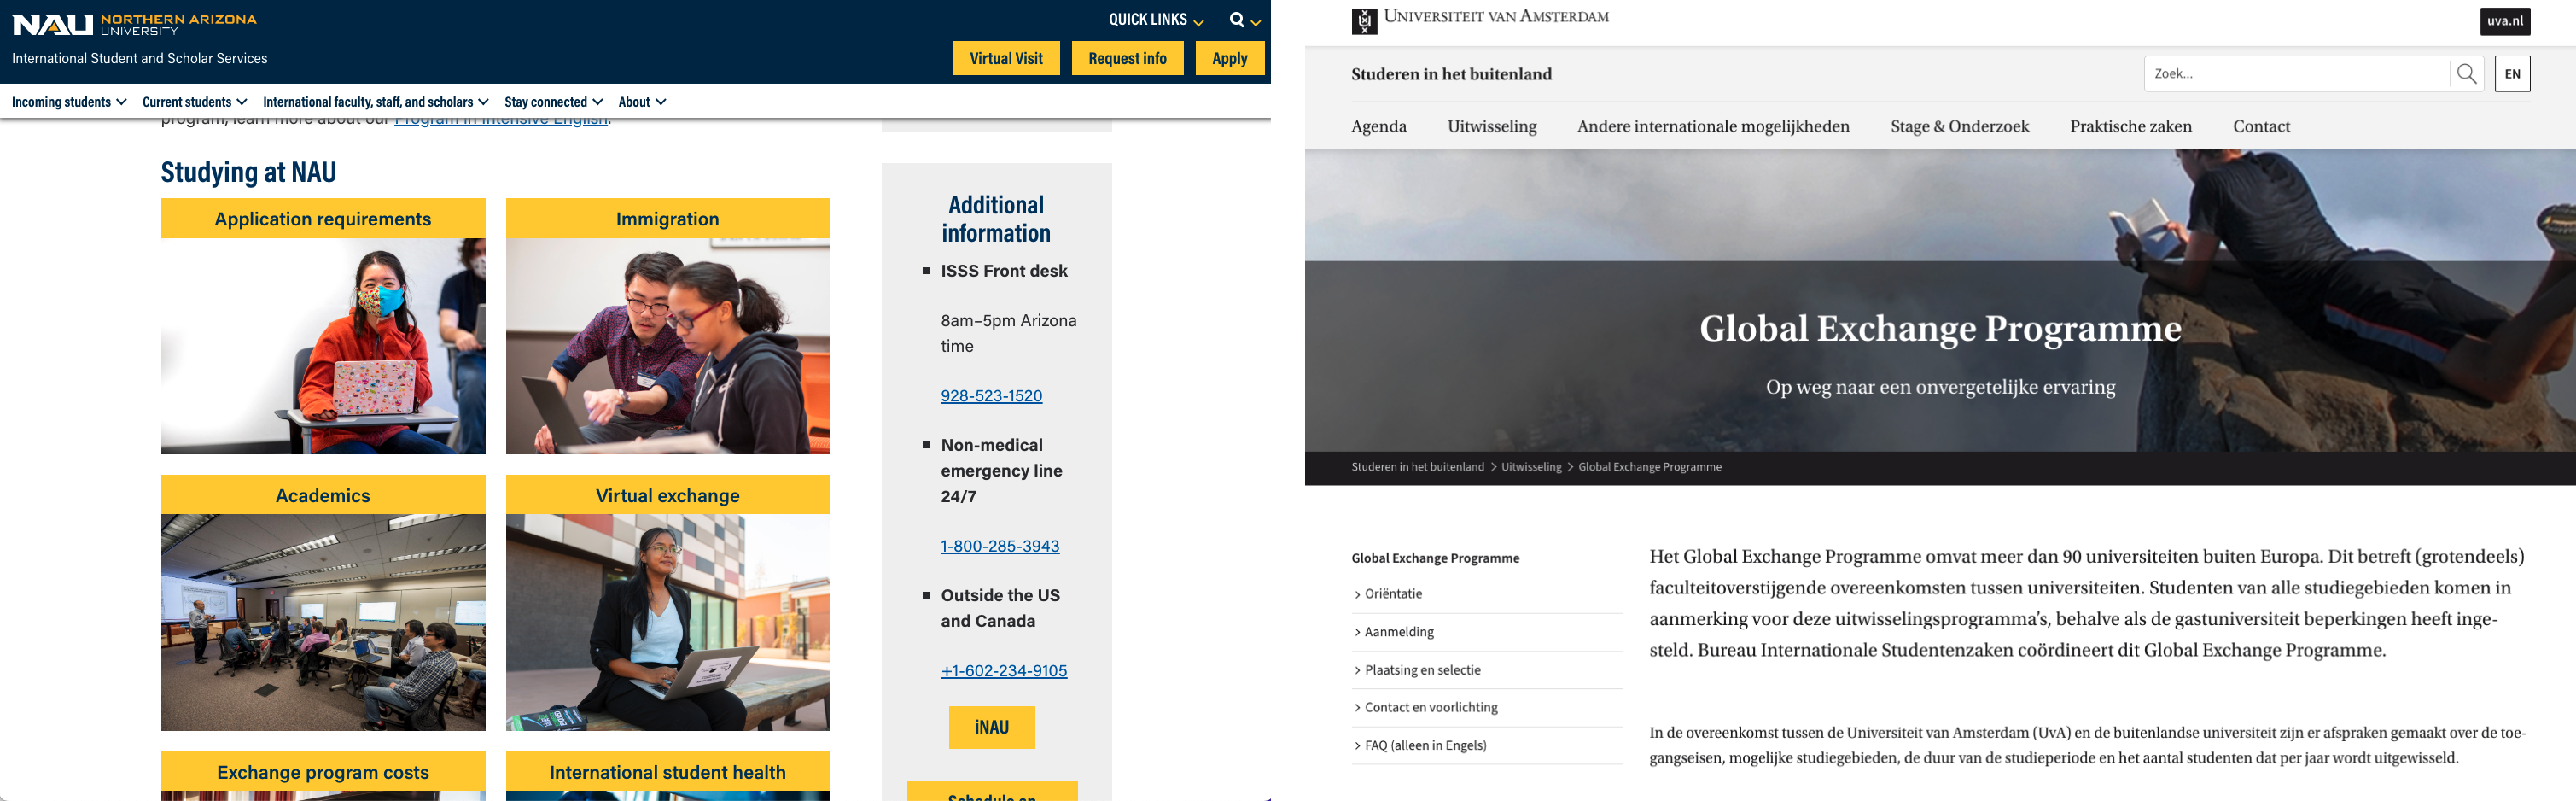 NAU NORTHERN ARIZONA
UNIVERSITY
International Student and Scholar Services
QUICK LINKS
Virtual Visit
Request info
Apply
Incoming students
Current students
International faculty, staff, and scholars
Stay connected
About
program, learn more about our Program in Intensive English.
Studying at NAU
Application requirements
Immigration
Academics
Virtual exchange
Exchange program costs
International student health
Additional
information
ISSS Front desk
8am–5pm Arizona
time
928-523-1520
Non-medical
emergency line
24/7
1-800-285-3943
Outside the US
and Canada
+1-602-234-9105
iNAU
Schedule an
UNIVERSITEIT VAN AMSTERDAM
uva.nl
Studeren in het buitenland
Zoek...
EN
Agenda
Uitwisseling
Andere internationale mogelijkheden
Stage & Onderzoek
Praktische zaken
Contact
Global Exchange Programme
Op weg naar een onvergetelijke ervaring
Studeren in het buitenland > Uitwisseling > Global Exchange Programme
Global Exchange Programme
> Oriëntatie
> Aanmelding
> Plaatsing en selectie
> Contact en voorlichting
> FAQ (alleen in Engels)
Het Global Exchange Programme omvat meer dan 90 universiteiten buiten Europa. Dit betreft (grotendeels)
faculteitoverstijgende overeenkomsten tussen universiteiten. Studenten van alle studiegebieden komen in
aanmerking voor deze uitwisselingsprogramma's, behalve als de gastuniversiteit beperkingen heeft inge-
steld. Bureau Internationale Studentenzaken coördineert dit Global Exchange Programme.
In de overeenkomst tussen de Universiteit van Amsterdam (UvA) en de buitenlandse universiteit zijn er afspraken gemaakt over de toe-
gangseisen, mogelijke studiegebieden, de duur van de studieperiode en het aantal studenten dat per jaar wordt uitgewisseld.